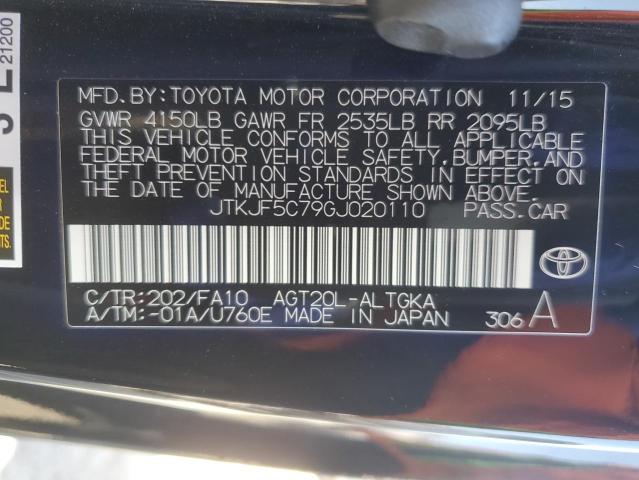 21200
MFD.BY:TOYOTA MOTOR CORPORATION 11/15
GVWR 4150LB GAWR FR 2535LB RR 2095LB
THIS VEHICLE CONFORMS TO ALL APPLICABLE
FEDERAL MOTOR VEHICLE SAFETY,BUMPER,AND
THEFT PREVENTION STANDARDS IN EFFECT ON
THE DATE OF MANUFACTURE SHOWN ABOVE.
JTKJF5C79GJ020110 PASS.CAR
C/TR:202/FA10 AGT20L-ALTGKA
A/TM:-01A/U760E MADE IN JAPAN 306A